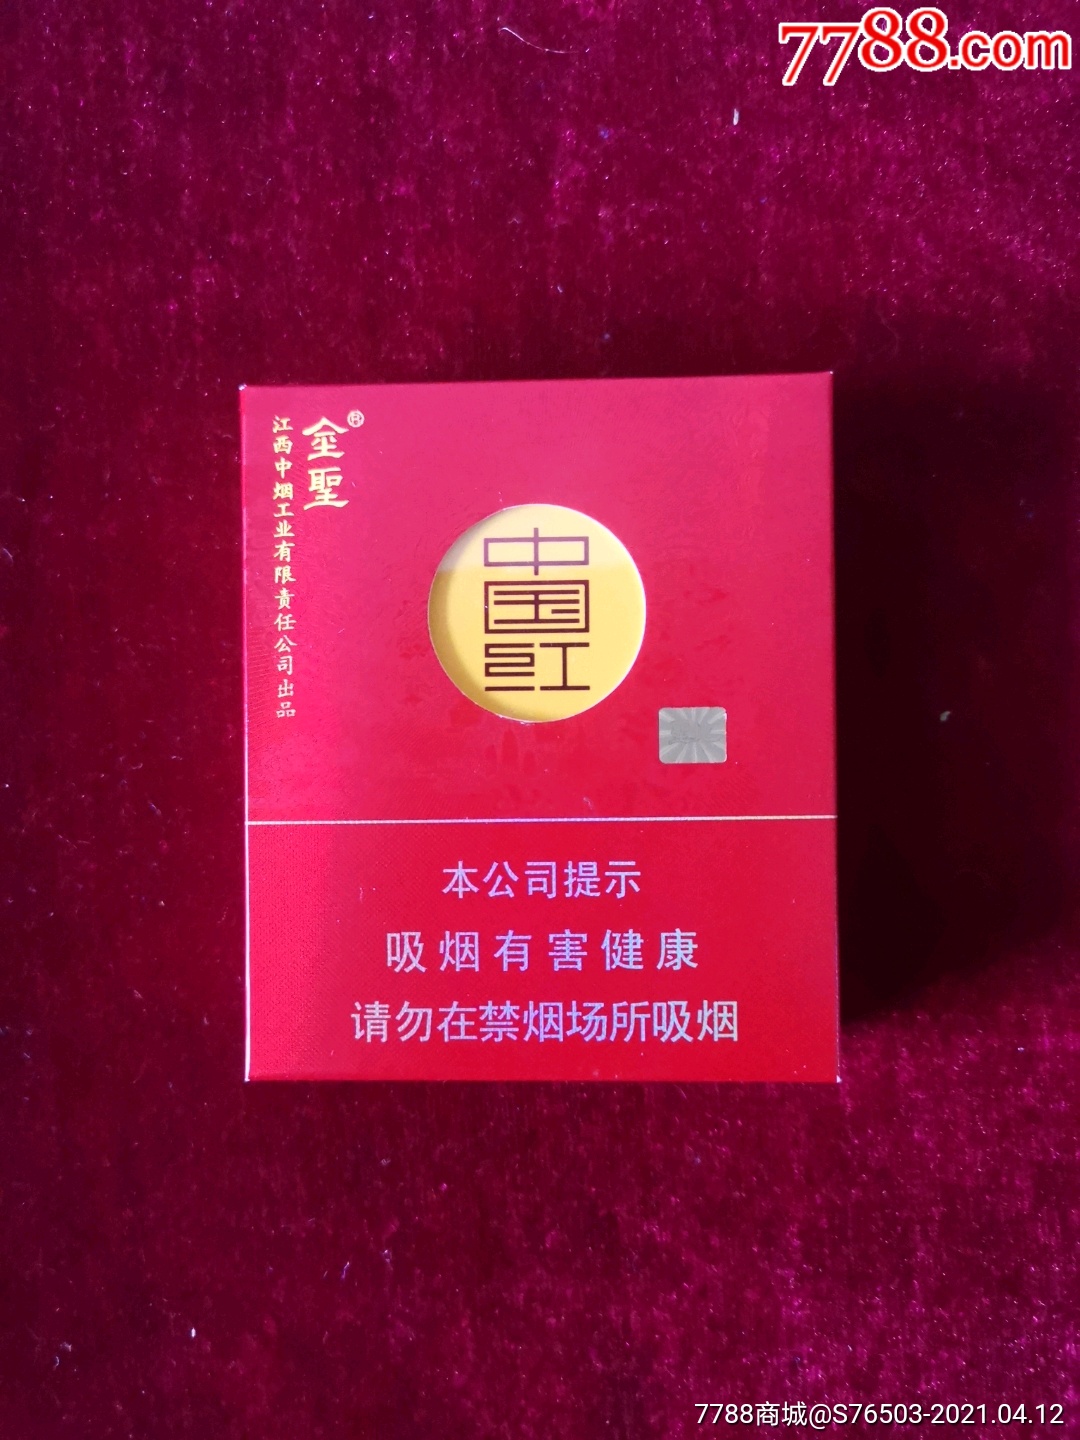 7788.com
金聖®
江西中烟工业有限责任公司出品
中国红
本公司提示
吸烟有害健康
请勿在禁烟场所吸烟
7788商城@S76503-2021.04.12